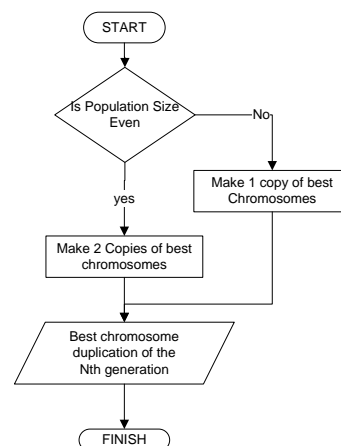 START
Is Population Size
Even
No
Make 1 copy of best
Chromosomes
yes
Make 2 Copies of best
chromosomes
Best chromosome
duplication of the
Nth generation
FINISH